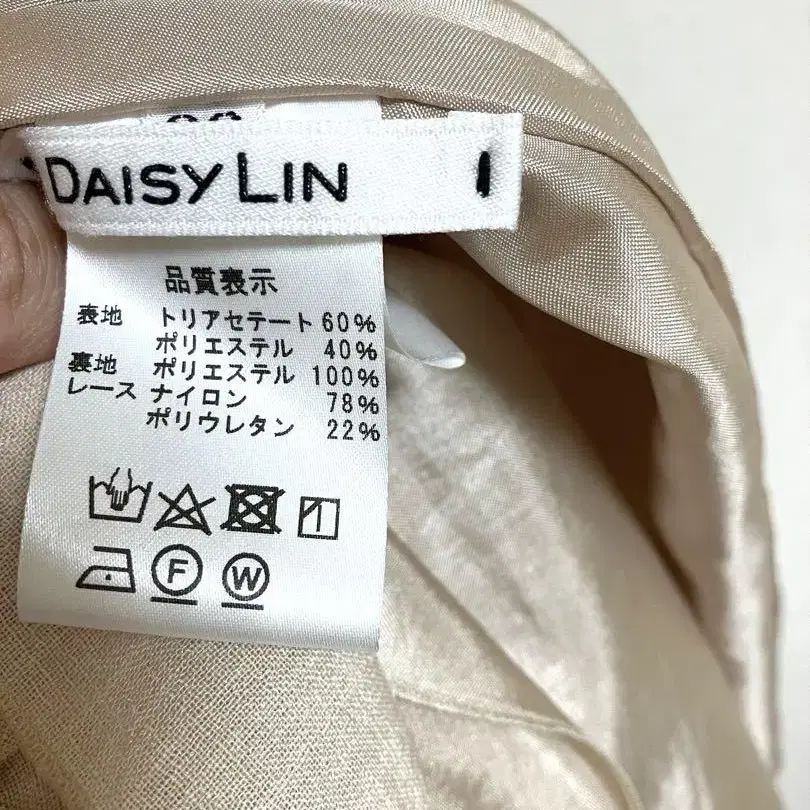 DAISY LIN
品質表示
表地 トリアセテート 60%
ポリエステル 40%
裏地 ポリエステル 100%
レース ナイロン 78%
ポリウレタン 22%
F W